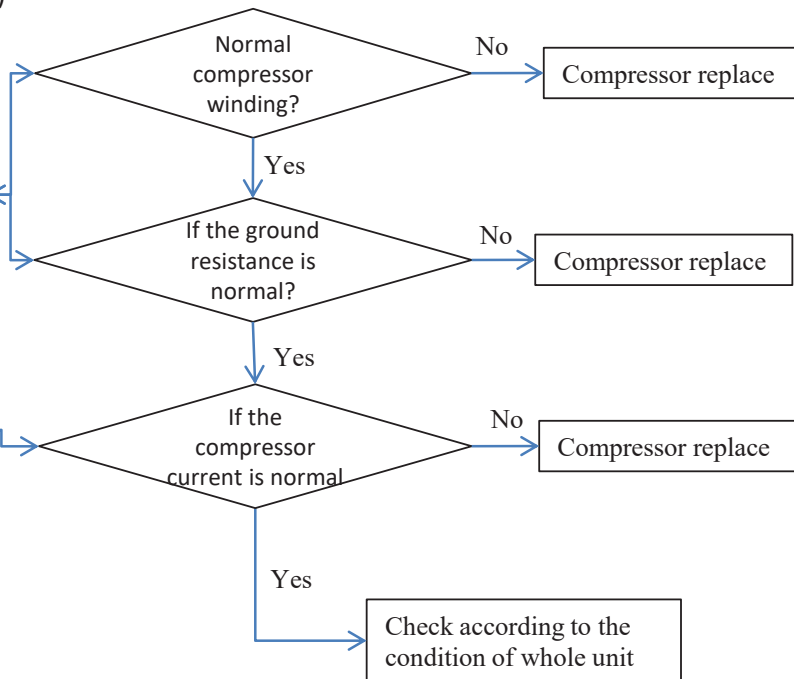 )
Normal
compressor
winding?
No
Compressor replace
Yes
If the ground
resistance is
normal?
No
Compressor replace
Yes
If the
compressor
current is normal
No
Compressor replace
Yes
Check according to the
condition of whole unit